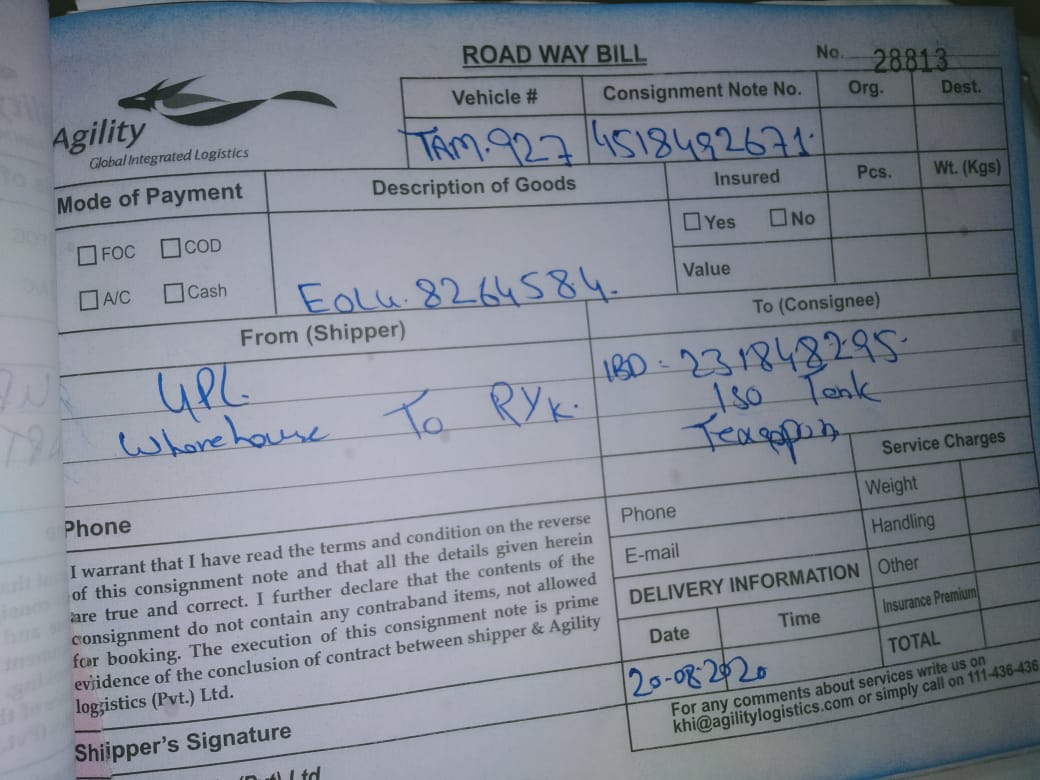 ROAD WAY BILL
No. 28813
Agility
Global Integrated Logistics
Vehicle # Consignment Note No. Org. Dest.
TAM.927 4518492671.
Mode of Payment Description of Goods Insured Pcs. Wt. (Kgs)
FOC COD Yes No
A/C Cash Value
Eolu.8264584.
From (Shipper) To (Consignee)
UPL IBD = 231848295.
Whorehouse To RYK. Iso Tank
Phone Service Charges
I warrant that I have read the terms and condition on the reverse
of this consignment note and that all the details given herein
are true and correct. I further declare that the contents of the
consignment do not contain any contraband items, not allowed
for booking. The execution of this consignment note is prime
evidence of the conclusion of contract between shipper & Agility
logistics (Pvt.) Ltd.
Shipper's Signature
Phone Weight
E-mail Handling
DELIVERY INFORMATION Other
Date Time Insurance Premium
20-08-2020 TOTAL
For any comments about services write us on
khi@agilitylogistics.com or simply call on 111-436-436
Ltd